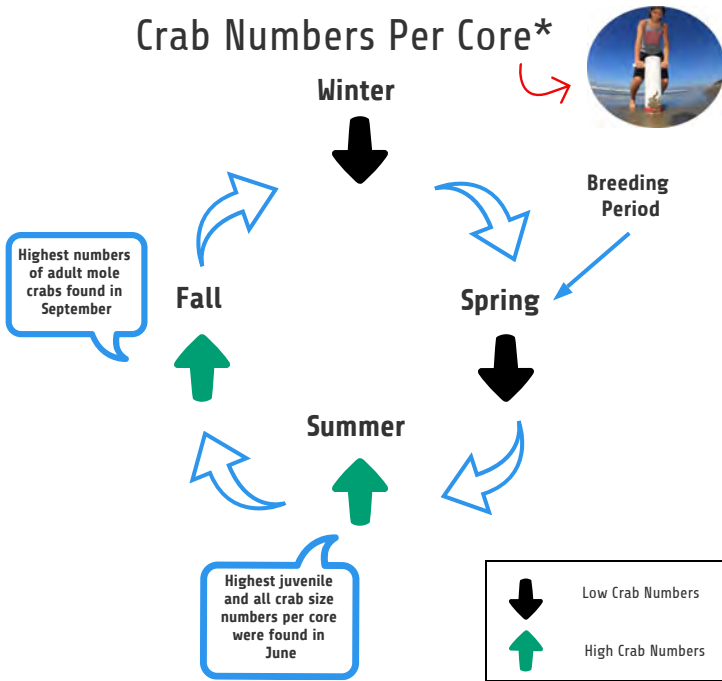 Crab Numbers Per Core*
Winter
Breeding
Period
Highest numbers
of adult mole
crabs found in
September
Fall
Spring
Summer
Highest juvenile
and all crab size
numbers per core
were found in
June
Low Crab Numbers
High Crab Numbers